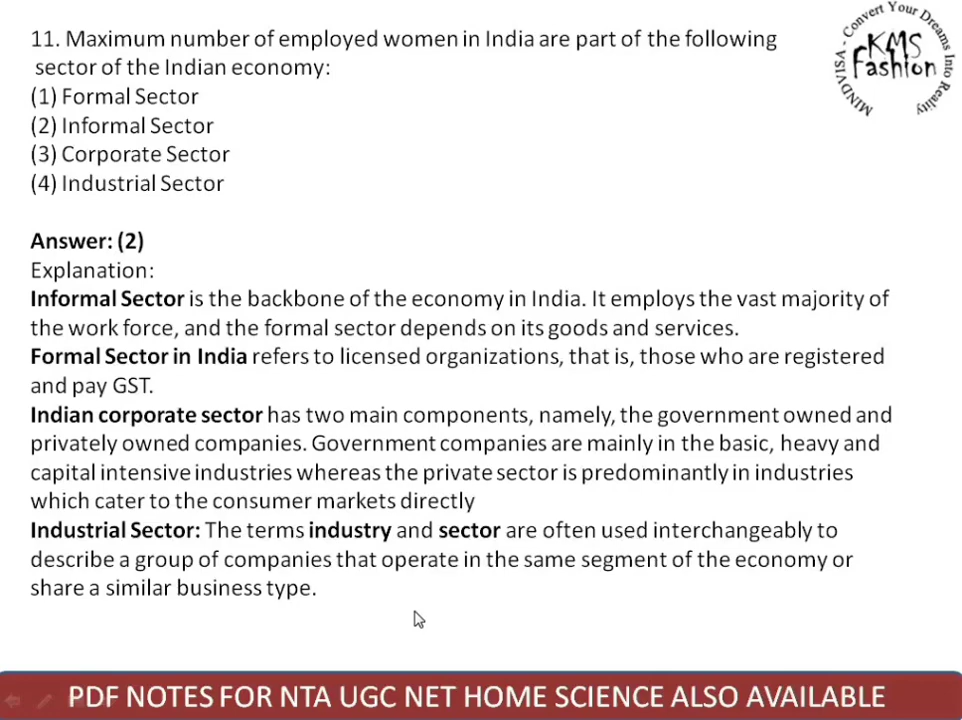 11. Maximum number of employed women in India are part of the following
sector of the Indian economy:
(1) Formal Sector
(2) Informal Sector
(3) Corporate Sector
(4) Industrial Sector
Answer: (2)
Explanation:
Informal Sector is the backbone of the economy in India. It employs the vast majority of
the work force, and the formal sector depends on its goods and services.
Formal Sector in India refers to licensed organizations, that is, those who are registered
and pay GST.
Indian corporate sector has two main components, namely, the government owned and
privately owned companies. Government companies are mainly in the basic, heavy and
capital intensive industries whereas the private sector is predominantly in industries
which cater to the consumer markets directly
Industrial Sector: The terms industry and sector are often used interchangeably to
describe a group of companies that operate in the same segment of the economy or
share a similar business type.
MINDVISA - Convert Your Dreams Into Reality
KMS
Fashion
PDF NOTES FOR NTA UGC NET HOME SCIENCE ALSO AVAILABLE